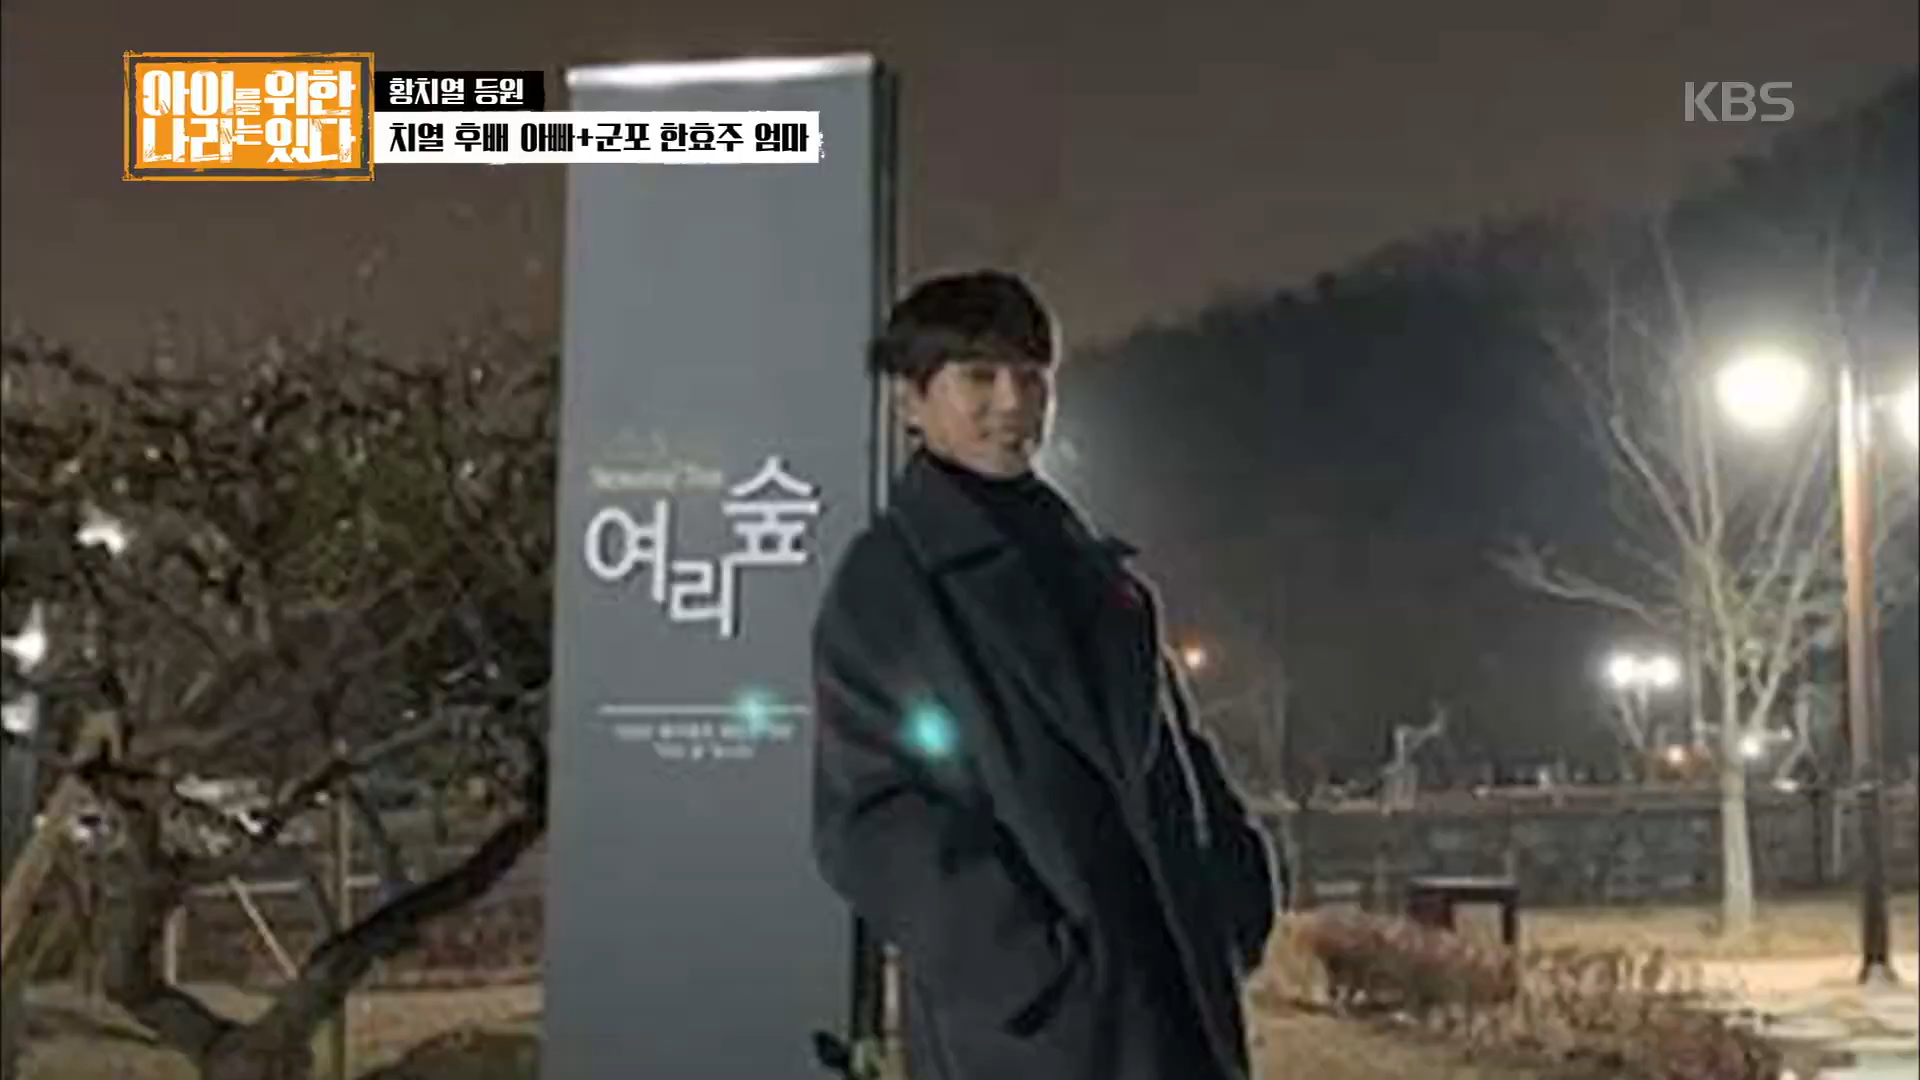 아이를 위한
나라는 있다
황치열 등원
치열 후배 아빠+군포 한효주 엄마
KBS
숲
여리